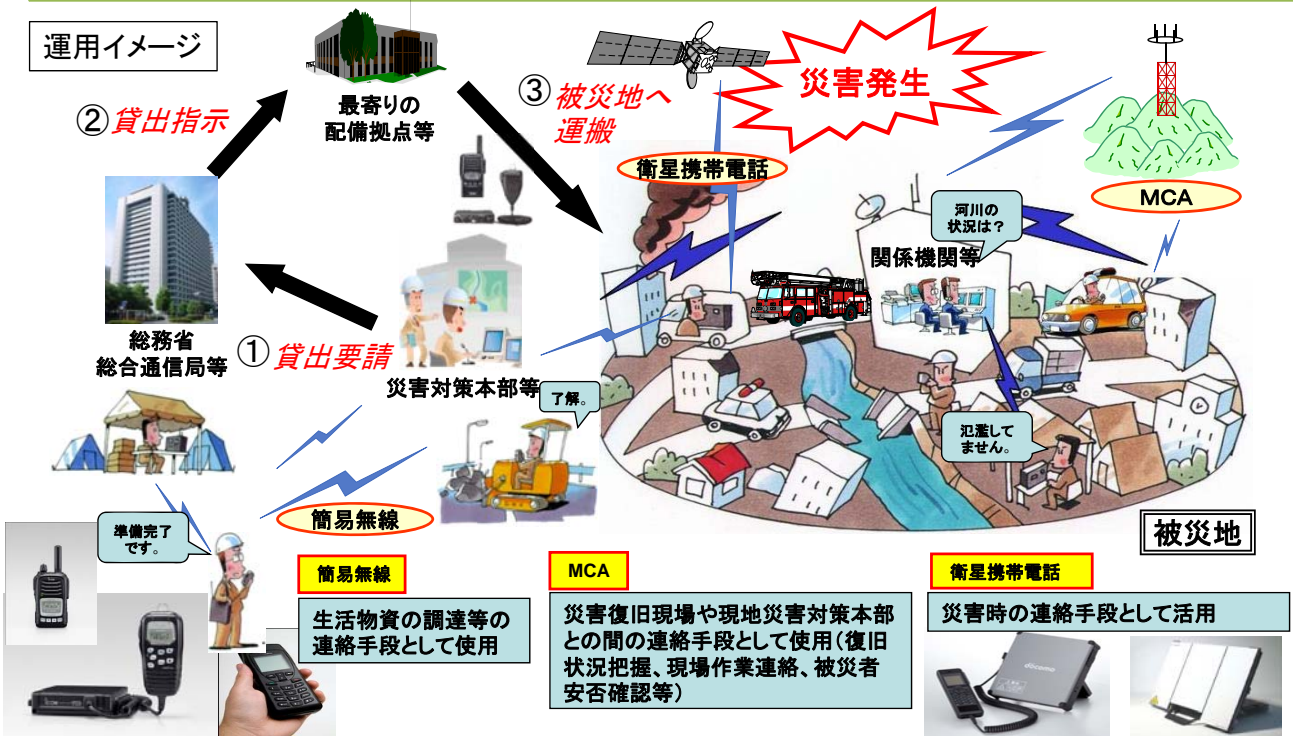 運用イメージ
災害発生
②貸出指示
最寄りの
配備拠点等
③被災地へ
運搬
衛星携帯電話
MCA
河川の
状況は？
関係機関等
総務省
総合通信局等
①貸出要請
災害対策本部等
了解。
氾濫して
ません。
簡易無線
準備完了
です。
被災地
簡易無線
生活物資の調達等の
連絡手段として使用
MCA
災害復旧現場や現地災害対策本部
との間の連絡手段として使用（復旧
状況把握、現場作業連絡、被災者
安否確認等）
衛星携帯電話
災害時の連絡手段として活用
docomo